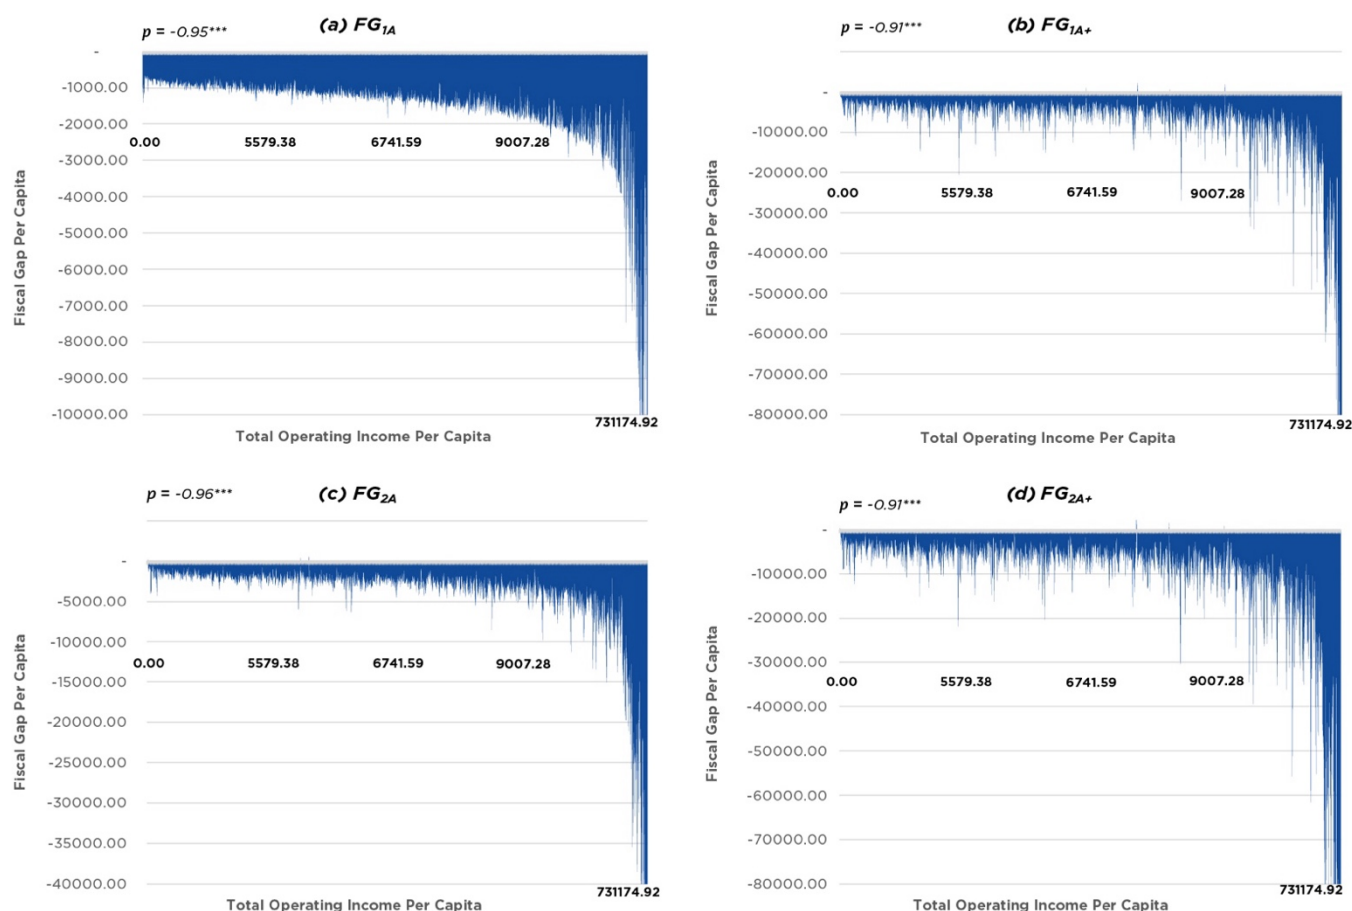 p = -0.95***
(a) FG1A
-
-1000.00
-2000.00
0.00 5579.38 6741.59 9007.28
-3000.00
-4000.00
-5000.00
-6000.00
-7000.00
-8000.00
-9000.00
-10000.00
731174.92
Fiscal Gap Per Capita
Total Operating Income Per Capita
p = -0.91***
(b) FG1A+
-
-10000.00
-20000.00
0.00 5579.38 6741.59 9007.28
-30000.00
-40000.00
-50000.00
-60000.00
-70000.00
-80000.00
731174.92
Fiscal Gap Per Capita
Total Operating Income Per Capita
p = -0.96***
(c) FG2A
-
-5000.00
-10000.00
0.00 5579.38 6741.59 9007.28
-15000.00
-20000.00
-25000.00
-30000.00
-35000.00
-40000.00
731174.92
Fiscal Gap Per Capita
Total Operating Income Per Capita
p = -0.91***
(d) FG2A+
-
-10000.00
-20000.00
-30000.00
0.00 5579.38 6741.59 9007.28
-40000.00
-50000.00
-60000.00
-70000.00
-80000.00
731174.92
Fiscal Gap Per Capita
Total Operating Income Per Capita